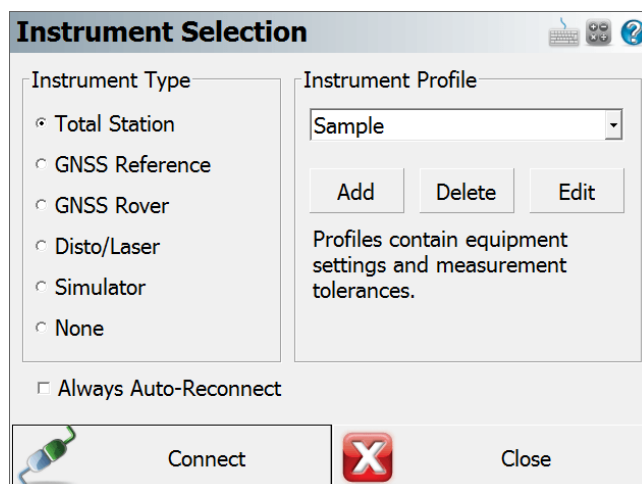 Instrument Selection
Instrument Type
Total Station
GNSS Reference
GNSS Rover
Disto/Laser
Simulator
None
Instrument Profile
Sample
Add
Delete
Edit
Profiles contain equipment
settings and measurement
tolerances.
Always Auto-Reconnect
Connect
Close